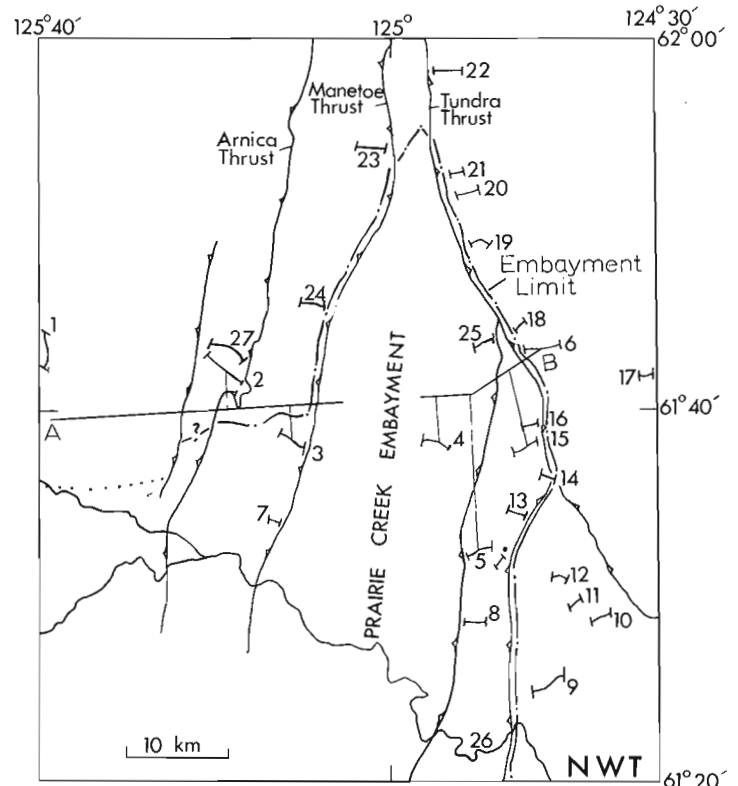 125°40′
125°
124°30′
62°00′
22
Manetoe
Thrust
Tundra
Thrust
Arnica
Thrust
23
21
20
19
Embayment
Limit
24
1
18
25
27
6
B
17
2
61°40′
A
?
3
4
16
15
14
13
7
5
12
11
10
8
9
PRAIRIE CREEK EMBAYMENT
26
10 km
NWT
61°20′